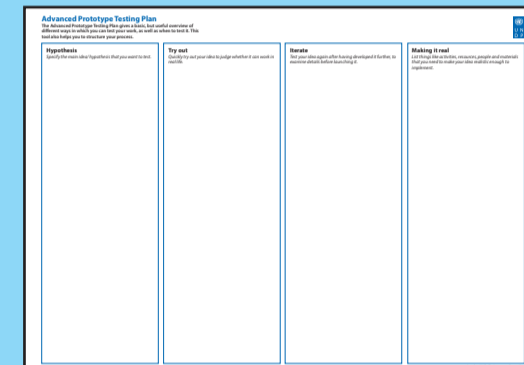 Advanced Prototype Testing Plan
The Advanced Prototype Testing Plan gives a basic, but useful overview of
different ways in which you can test your work, as well as when to test it. This
tool also helps you to structure your process.
Hypothesis
Specify the main idea/ hypothesis that you want to test.
Try out
Quickly try out your idea to judge whether it can work in
real-life.
Iterate
Test your idea again after having developed it further, to
examine details before launching it.
Making it real
List things like activities, resources, people and materials
that you need to make your idea realistic enough to
implement.
U N
D P